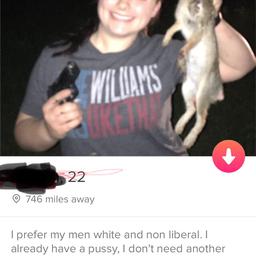 WILLIAMS
22
746 miles away
I prefer my men white and non liberal. I
already have a pussy, I don't need another